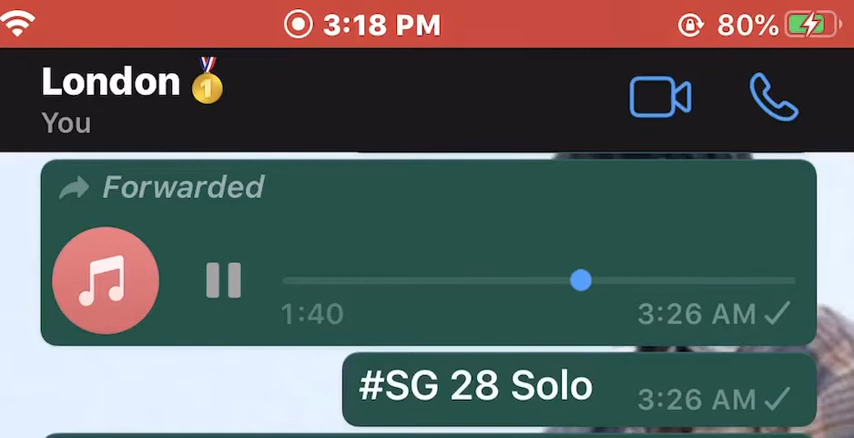 3:18 PM 80%
London 🥇
You
Forwarded
1:40 3:26 AM
#SG 28 Solo 3:26 AM